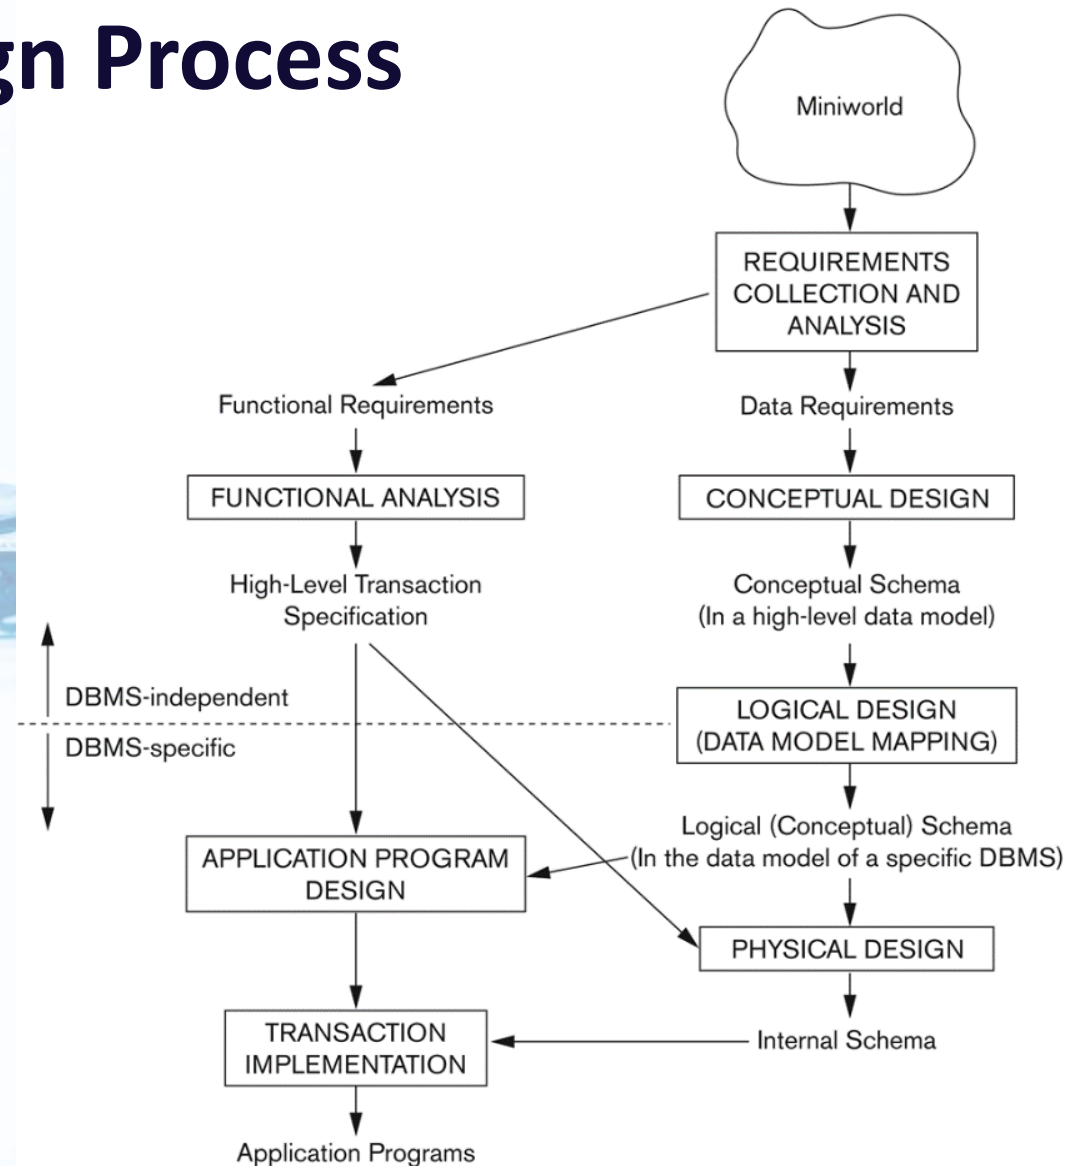 gn Process
Miniworld
REQUIREMENTS
COLLECTION AND
ANALYSIS
Functional Requirements
Data Requirements
FUNCTIONAL ANALYSIS
CONCEPTUAL DESIGN
High-Level Transaction
Specification
Conceptual Schema
(In a high-level data model)
DBMS-independent
LOGICAL DESIGN
(DATA MODEL MAPPING)
DBMS-specific
Logical (Conceptual) Schema
(In the data model of a specific DBMS)
APPLICATION PROGRAM
DESIGN
PHYSICAL DESIGN
TRANSACTION
IMPLEMENTATION
Internal Schema
Application Programs